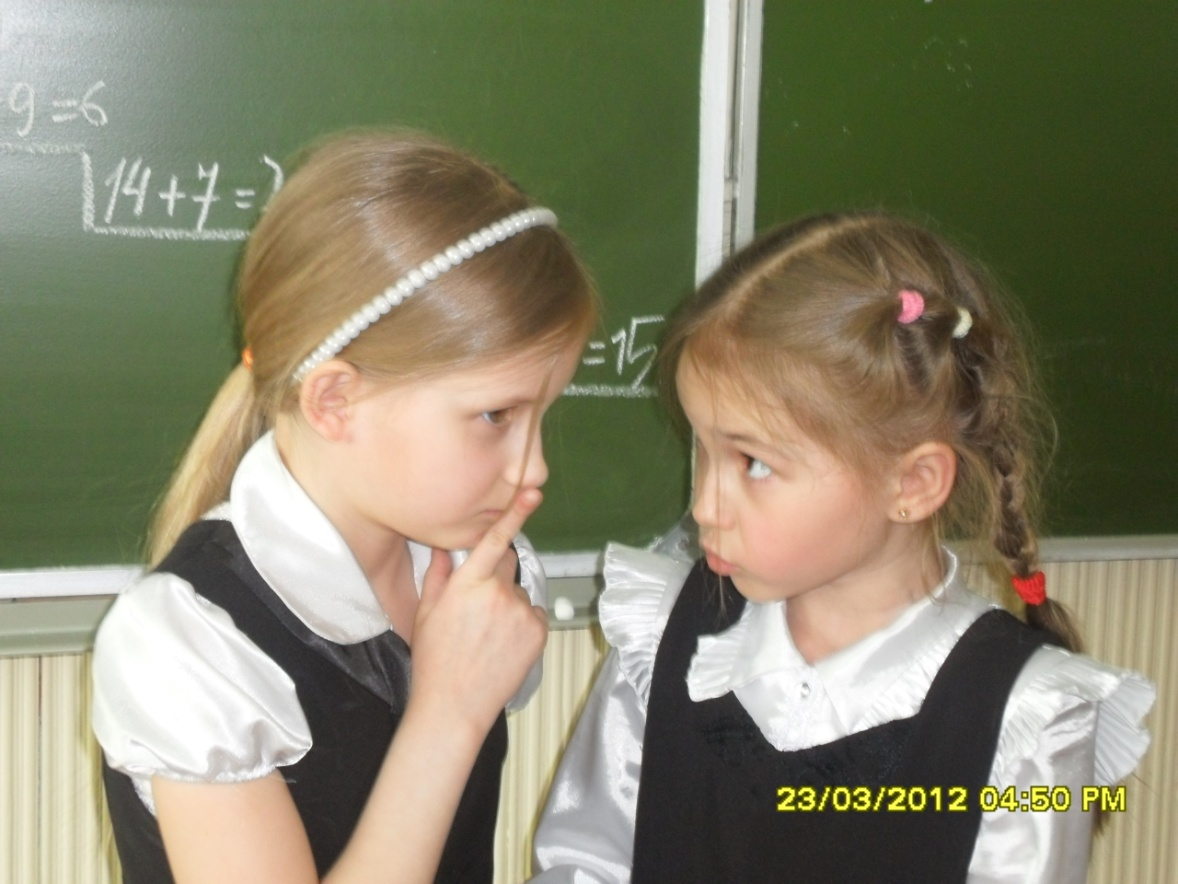 9 = 6
14 + 7 =
= 15
23/03/2012 04:50 PM